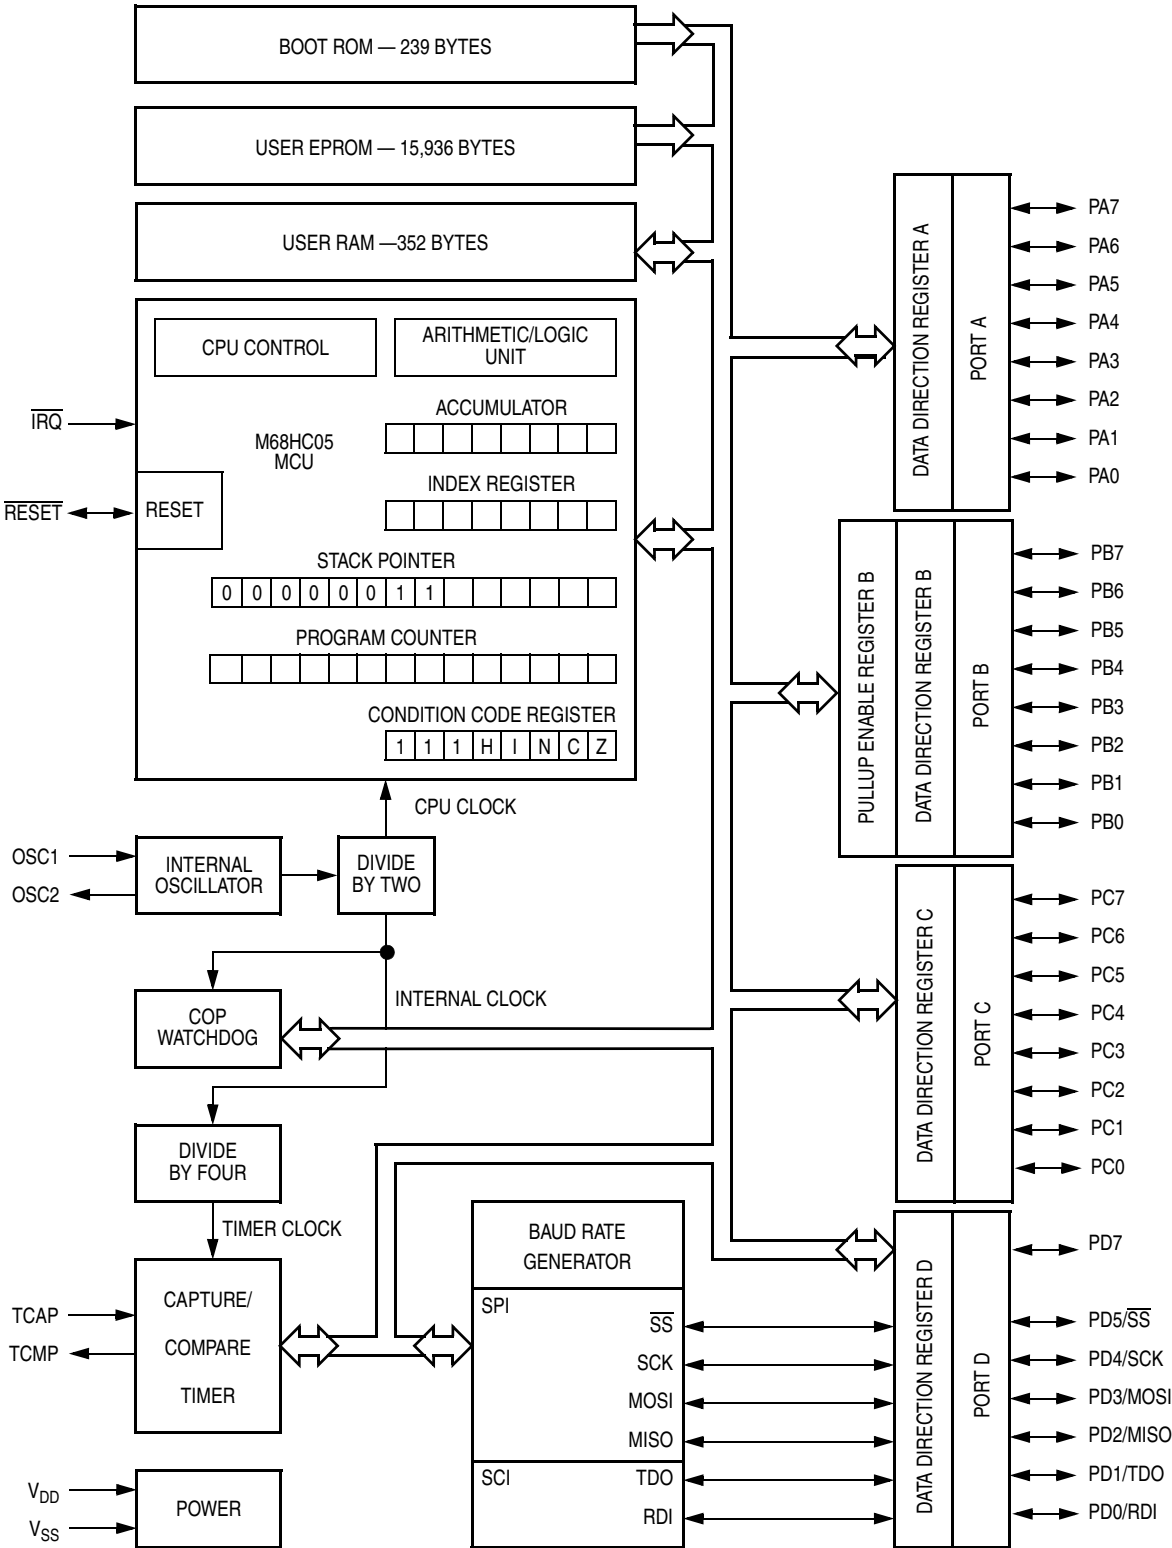 BOOT ROM — 239 BYTES
USER EPROM — 15,936 BYTES
USER RAM —352 BYTES
CPU CONTROL
ARITHMETIC/LOGIC
UNIT
ACCUMULATOR
M68HC05
MCU
INDEX REGISTER
IRQ
RESET
RESET
STACK POINTER
0 0 0 0 0 0 1 1
PROGRAM COUNTER
CONDITION CODE REGISTER
1 1 1 H I N C Z
CPU CLOCK
OSC1
OSC2
INTERNAL
OSCILLATOR
DIVIDE
BY TWO
INTERNAL CLOCK
COP
WATCHDOG
DIVIDE
BY FOUR
TIMER CLOCK
TCAP
TCMP
CAPTURE/
COMPARE
TIMER
VDD
VSS
POWER
BAUD RATE
GENERATOR
SPI
SS
SCK
MOSI
MISO
SCI
TDO
RDI
DATA DIRECTION REGISTER A
PORT A
PA7
PA6
PA5
PA4
PA3
PA2
PA1
PA0
PULLUP ENABLE REGISTER B
DATA DIRECTION REGISTER B
PORT B
PB7
PB6
PB5
PB4
PB3
PB2
PB1
PB0
DATA DIRECTION REGISTER C
PORT C
PC7
PC6
PC5
PC4
PC3
PC2
PC1
PC0
DATA DIRECTION REGISTER D
PORT D
PD7
PD5/SS
PD4/SCK
PD3/MOSI
PD2/MISO
PD1/TDO
PD0/RDI